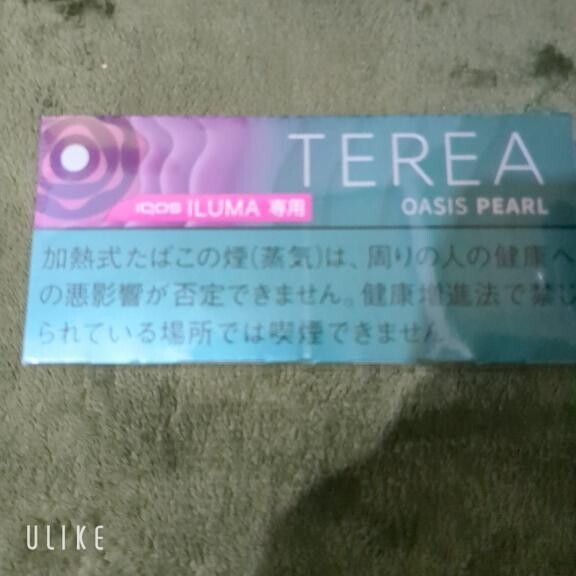 TEREA
IQOS ILUMA 専用
OASIS PEARL
加熱式たばこの煙(蒸気)は、周りの人の健康へ
の悪影響が否定できません。健康増進法で禁じ
られている場所では喫煙できません
ULIKE